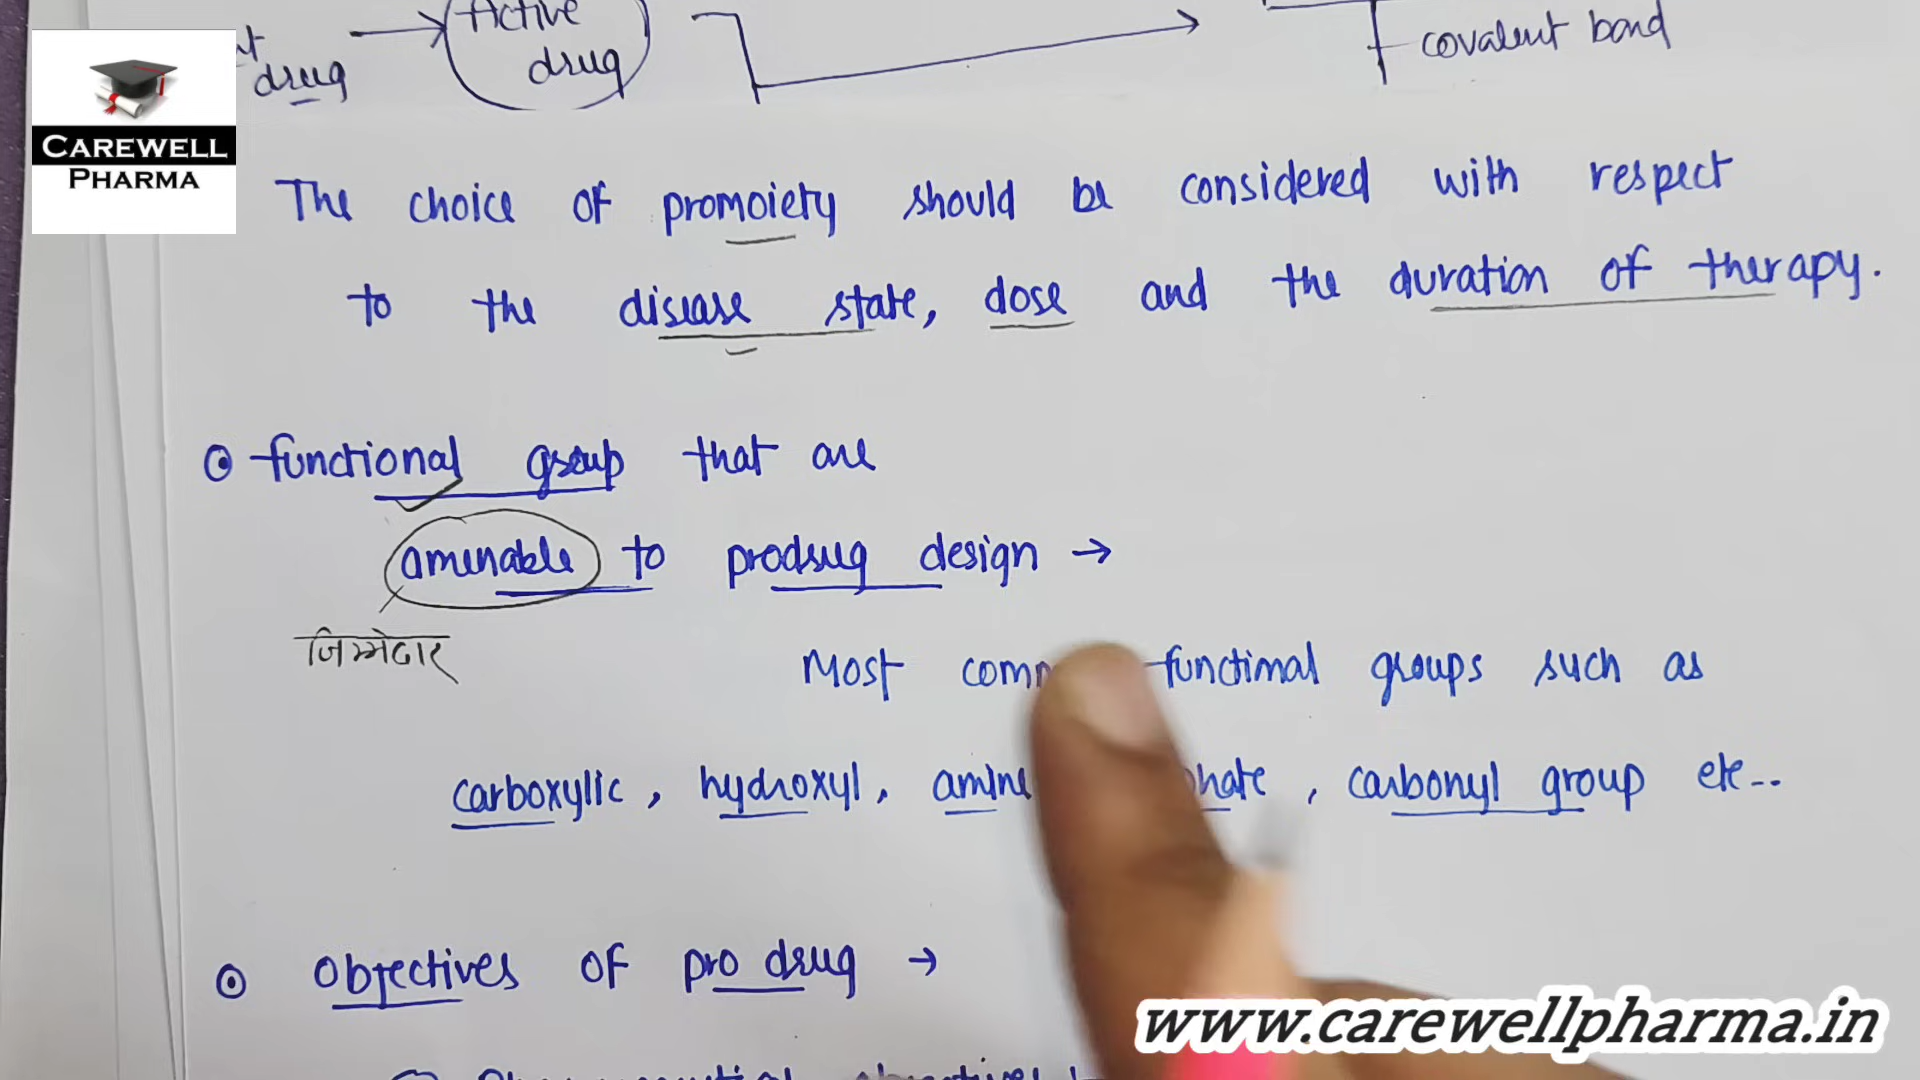 Active
drug
drug
covalent bond
CAREWELL
PHARMA
The choice of promoiety should be considered with respect
to the disease state, dose and the duration of therapy.
functional group that are
amenable to prodrug design →
जिम्मेदार
Most functional groups such as
carboxylic, hydroxyl, amine , carbonyl group etc..
objectives of pro drug →
www.carewellpharma.in